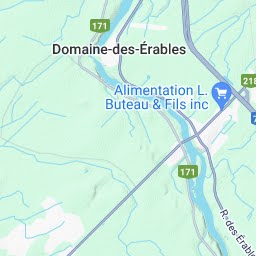 171
Domaine-des-Érables
218
Alimentation L.
Buteau & Fils inc
171
R. des Érables